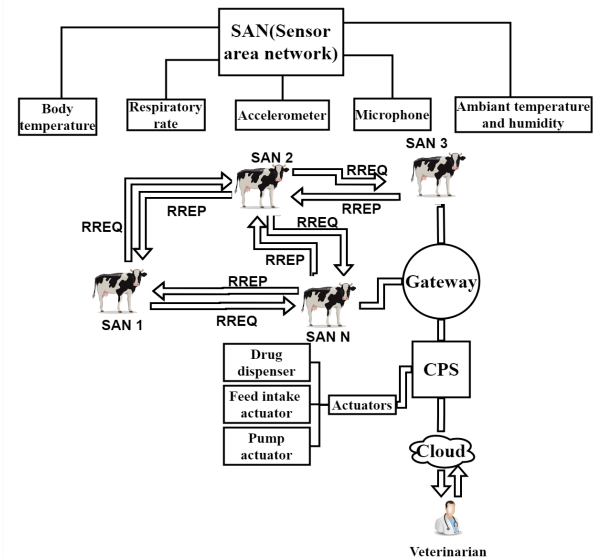 SAN(Sensor
area network)
Body
temperature
Respiratory
rate
Accelerometer
Microphone
Ambiant temperature
and humidity
SAN 2
SAN 3
RREQ
RREP
RREQ
RREP
RREQ
RREP
RREP
RREQ
SAN 1
SAN N
Gateway
Drug
dispenser
Feed intake
actuator
Pump
actuator
Actuators
CPS
Cloud
Veterinarian